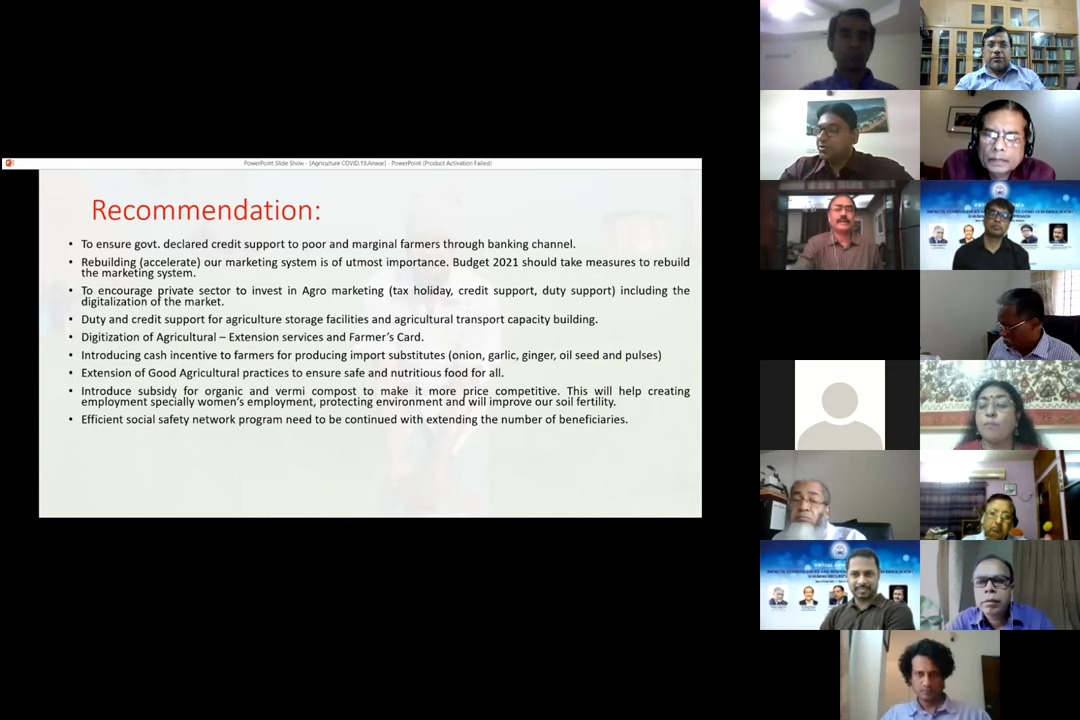 PowerPoint Slide Show - [Agriculture COVID.19.Anwar] - PowerPoint (Product Activation Failed)
Recommendation:
• To ensure govt. declared credit support to poor and marginal farmers through banking channel.
• Rebuilding (accelerate) our marketing system is of utmost importance. Budget 2021 should take measures to rebuild
the marketing system.
• To encourage private sector to invest in Agro marketing (tax holiday, credit support, duty support) including the
digitalization of the market.
• Duty and credit support for agriculture storage facilities and agricultural transport capacity building.
• Digitization of Agricultural – Extension services and Farmer's Card.
• Introducing cash incentive to farmers for producing import substitutes (onion, garlic, ginger, oil seed and pulses)
• Extension of Good Agricultural practices to ensure safe and nutritious food for all.
• Introduce subsidy for organic and vermi compost to make it more price competitive. This will help creating
employment specially women's employment, protecting environment and will improve our soil fertility.
• Efficient social safety network program need to be continued with extending the number of beneficiaries.